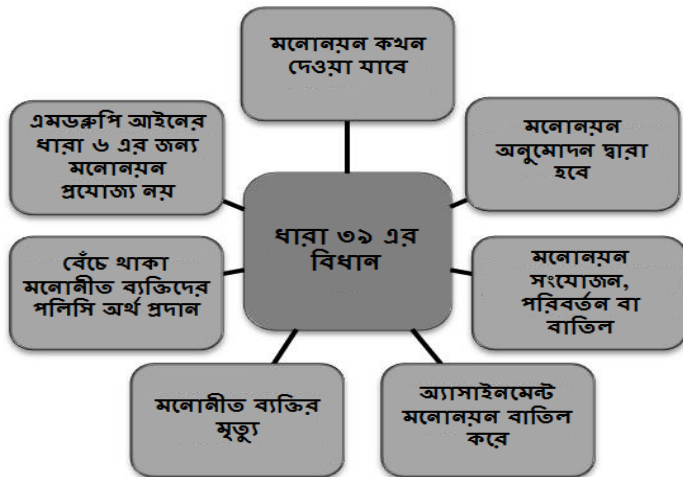 মনোনয়ন কখন
দেওয়া যাবে
মনোনয়ন
অনুমোদন দ্বারা
হবে
মনোনয়ন
সংযোজন,
পরিবর্তন বা
বাতিল
অ্যাসাইনমেন্ট
মনোনয়ন বাতিল
করে
মনোনীত ব্যক্তির
মৃত্যু
বেঁচে থাকা
মনোনীত ব্যক্তিদের
পলিসি অর্থ প্রদান
এমডব্লুপি আইনের
ধারা ৬ এর জন্য
মনোনয়ন
প্রযোজ্য নয়
ধারা ৩৯ এর
বিধান